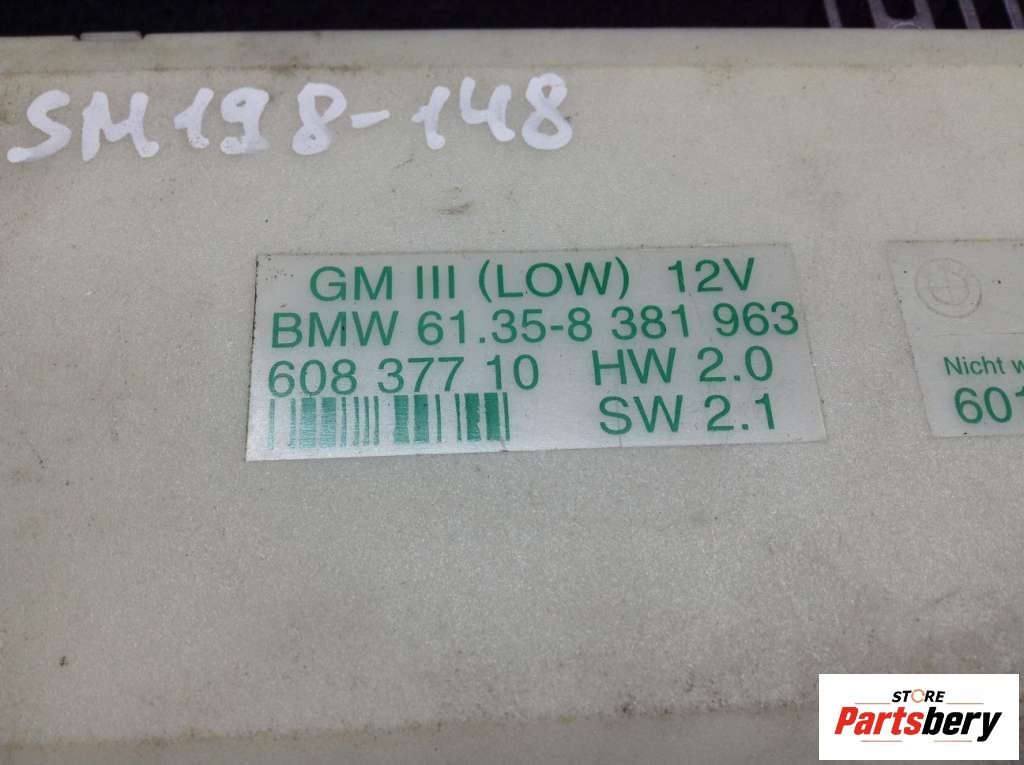 SM198-148
GM III (LOW) 12V
BMW 61.35-8 381 963
608 377 10 HW 2.0
SW 2.1
Nicht w
601
STORE
Partsbery